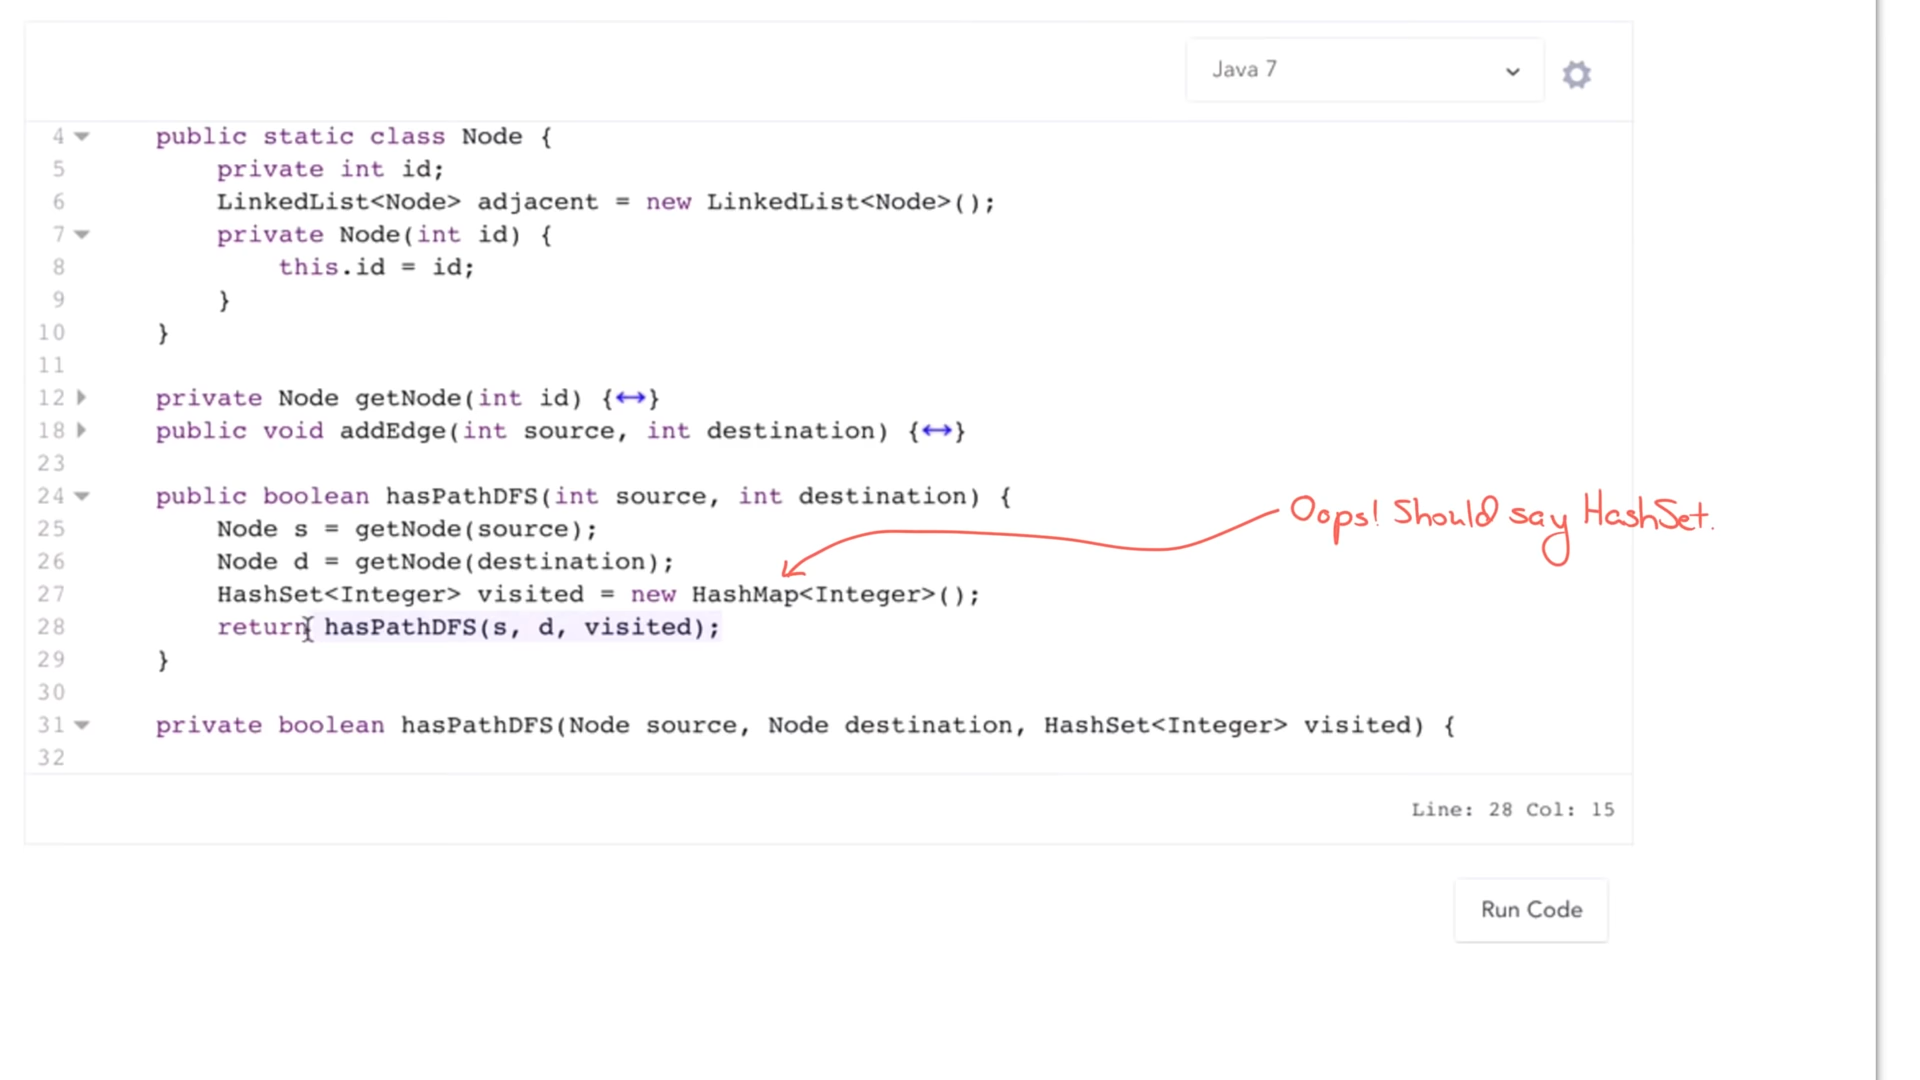 Java 7
4 public static class Node {
5 private int id;
6 LinkedList<Node> adjacent = new LinkedList<Node>();
7 private Node(int id) {
8 this.id = id;
9 }
10 }
11
12 private Node getNode(int id) {↔}
18 public void addEdge(int source, int destination) {↔}
23
24 public boolean hasPathDFS(int source, int destination) {
Oops! Should say HashSet.
25 Node s = getNode(source);
26 Node d = getNode(destination);
27 HashSet<Integer> visited = new HashMap<Integer>();
28 return hasPathDFS(s, d, visited);
29 }
30
31 private boolean hasPathDFS(Node source, Node destination, HashSet<Integer> visited) {
32
Line: 28 Col: 15
Run Code